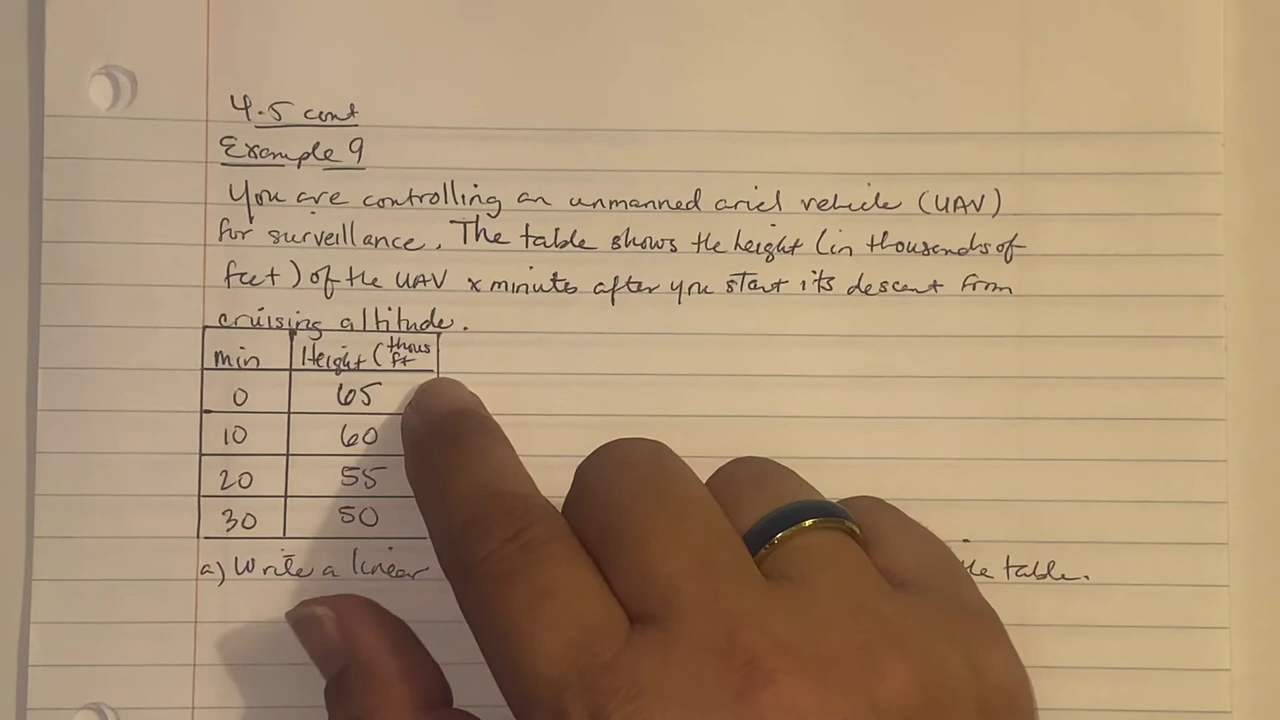 4.5 cont
Example 9
You are controlling an unmanned ariel vehicle (UAV)
for surveillance. The table shows the height (in thousands of
feet) of the UAV x minutes after you start its descent from
cruising altitude.
min Height (thous ft
0 65
10 60
20 55
30 50
a) Write a linear the table.